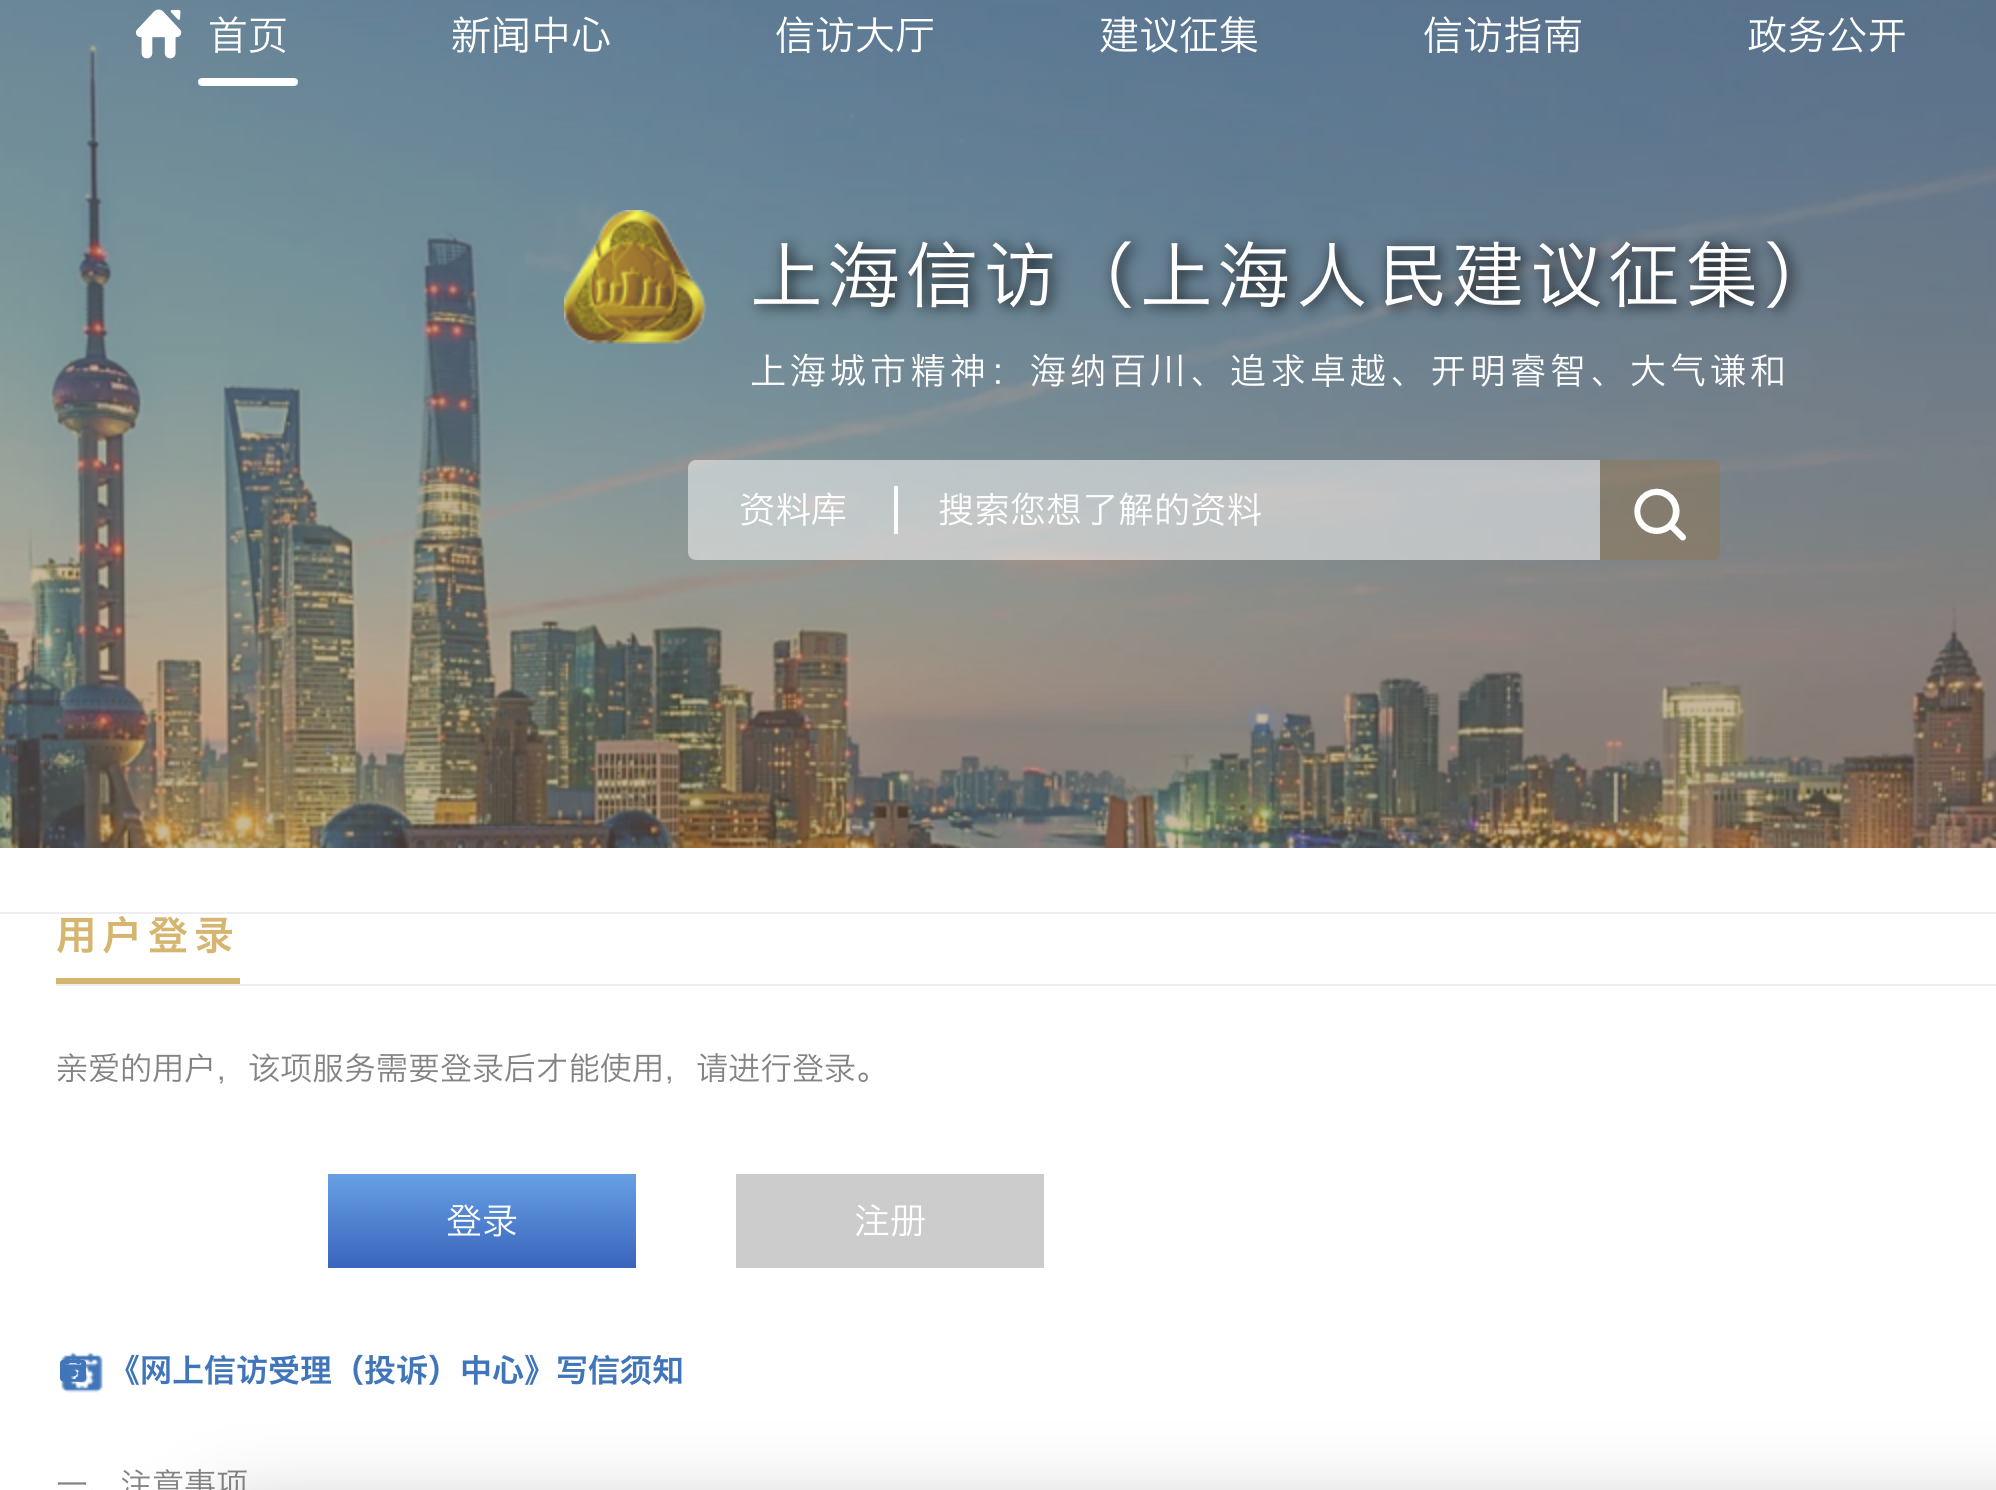 首页 新闻中心 信访大厅 建议征集 信访指南 政务公开
上海信访（上海人民建议征集）
上海城市精神：海纳百川、追求卓越、开明睿智、大气谦和
资料库 搜索您想了解的资料
用户登录
亲爱的用户，该项服务需要登录后才能使用，请进行登录。
登录 注册
《网上信访受理（投诉）中心》写信须知
一 注意事项